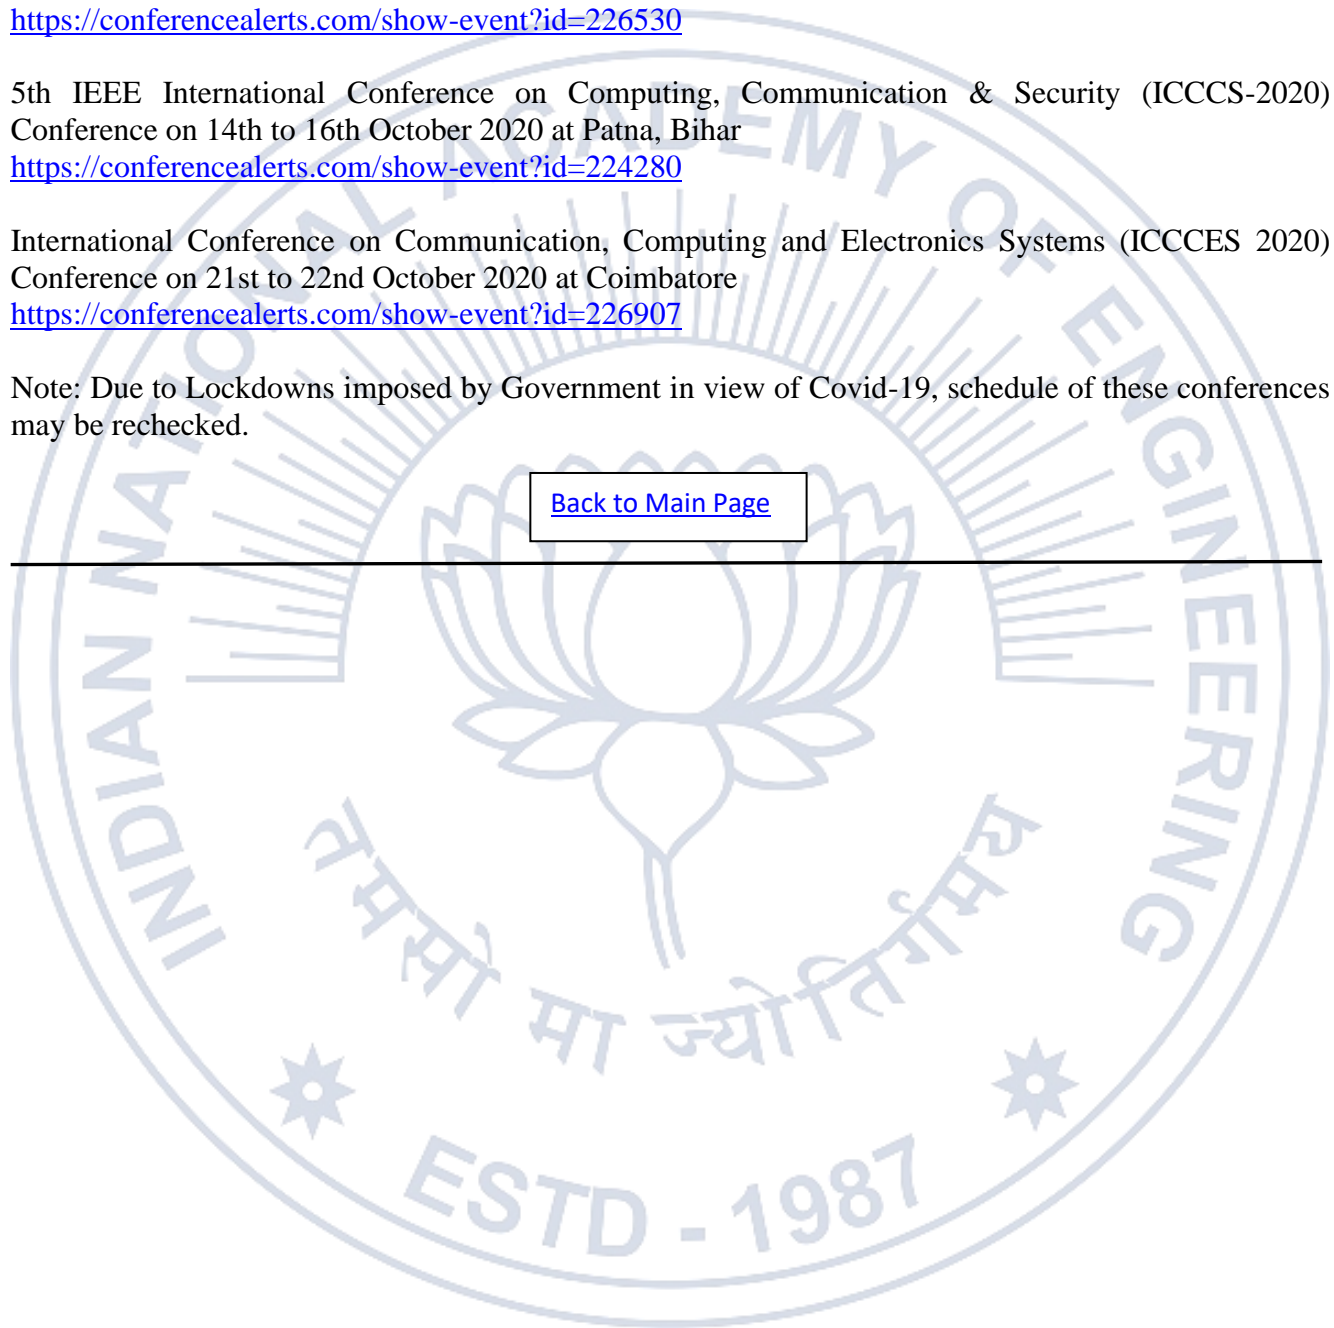 https://conferencealerts.com/show-event?id=226530
5th IEEE International Conference on Computing, Communication & Security (ICCCS-2020)
Conference on 14th to 16th October 2020 at Patna, Bihar
https://conferencealerts.com/show-event?id=224280
International Conference on Communication, Computing and Electronics Systems (ICCCES 2020)
Conference on 21st to 22nd October 2020 at Coimbatore
https://conferencealerts.com/show-event?id=226907
Note: Due to Lockdowns imposed by Government in view of Covid-19, schedule of these conferences
may be rechecked.
Back to Main Page
INDIAN NATIONAL ACADEMY OF ENGINEERING
तमसो मा ज्योतिर्गमय
ESTD - 1987